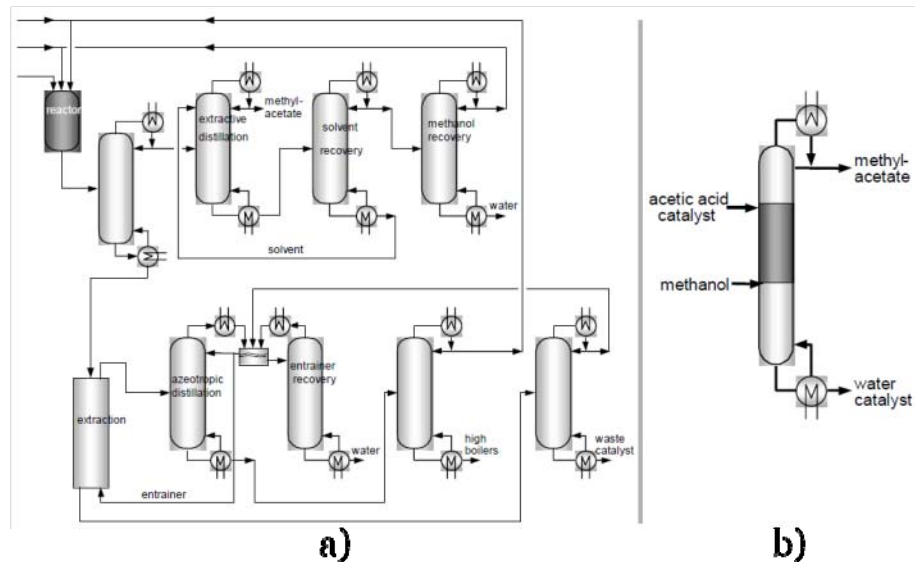 reactor
extractive
distillation
methyl-
acetate
solvent
recovery
methanol
recovery
water
solvent
extraction
azeotropic
distillation
entrainer
recovery
water
entrainer
high
boilers
waste
catalyst
a)
acetic acid
catalyst
methanol
methyl-
acetate
water
catalyst
b)